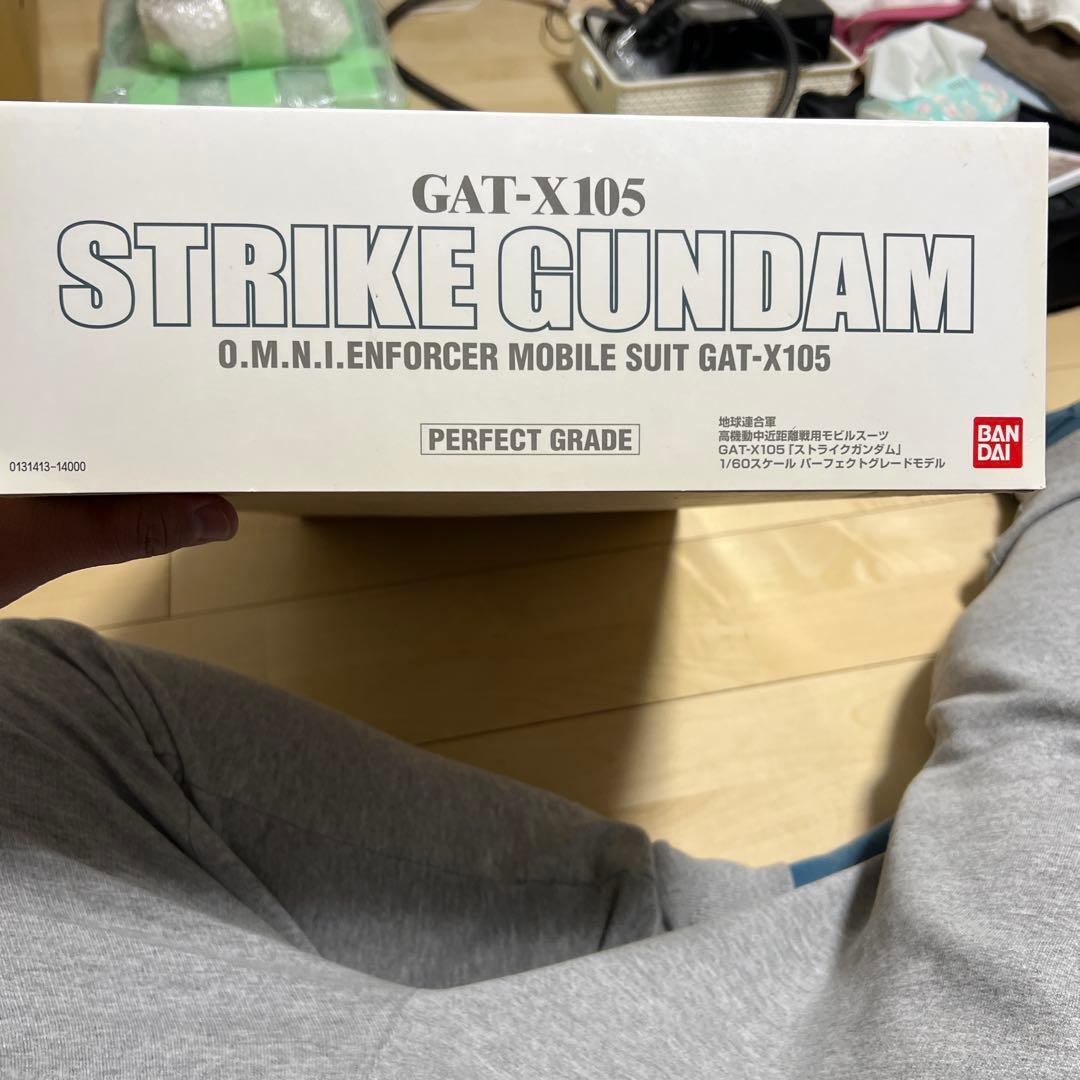 GAT-X105
STRIKE GUNDAM
O.M.N.I.ENFORCER MOBILE SUIT GAT-X105
PERFECT GRADE
地球連合軍
高機動中近距離戦用モビルスーツ
GAT-X105「ストライクガンダム」
1/60スケール パーフェクトグレードモデル
BAN
DAI
0131413-14000